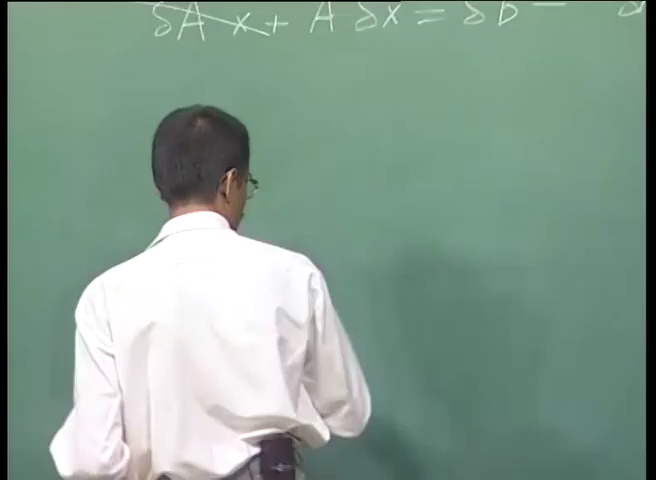 δA x + A δx = δb −